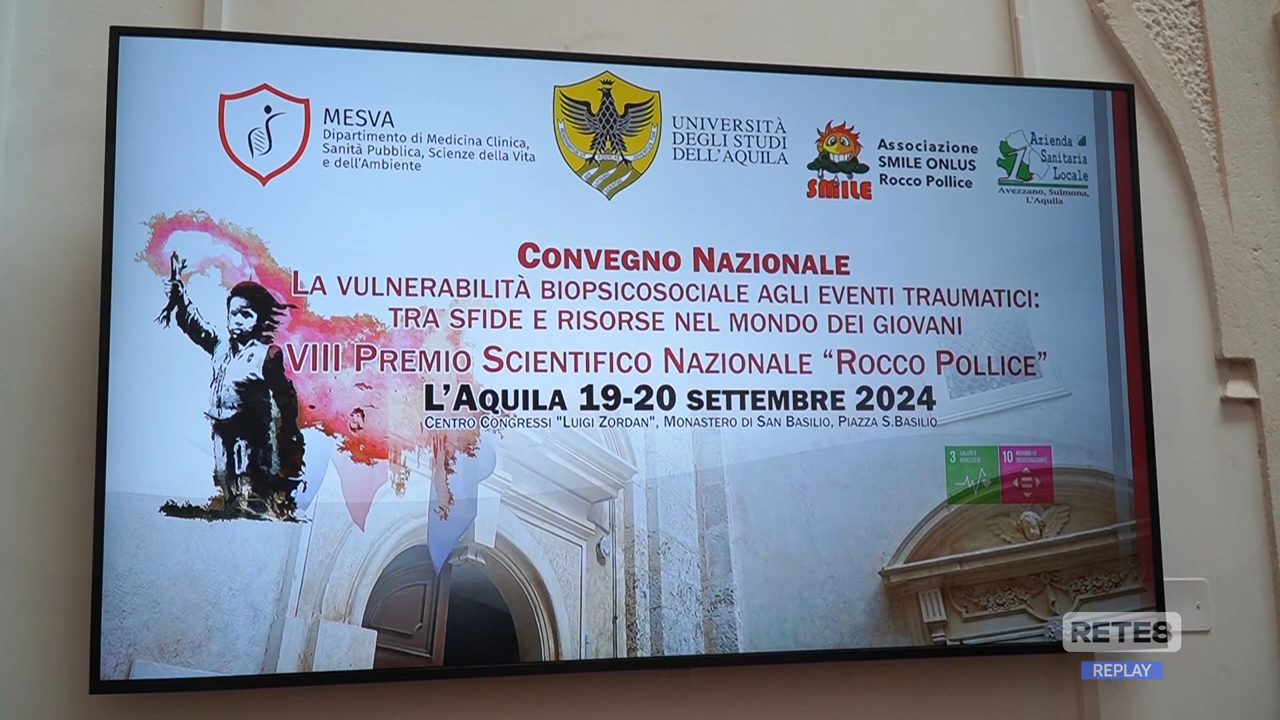 MESVA
Dipartimento di Medicina Clinica,
Sanità Pubblica, Scienze della Vita
e dell'Ambiente
UNIVERSITÀ
DEGLI STUDI
DELL'AQUILA
SMILE
Associazione
SMILE ONLUS
Rocco Pollice
Azienda
Sanitaria
Locale
Avezzano, Sulmona,
L'Aquila
CONVEGNO NAZIONALE
LA VULNERABILITÀ BIOPSICOSOCIALE AGLI EVENTI TRAUMATICI:
TRA SFIDE E RISORSE NEL MONDO DEI GIOVANI
VIII PREMIO SCIENTIFICO NAZIONALE “ROCCO POLLICE”
L'AQUILA 19-20 SETTEMBRE 2024
CENTRO CONGRESSI "LUIGI ZORDAN", MONASTERO DI SAN BASILIO, PIAZZA S.BASILIO
3
10
RETE8
REPLAY